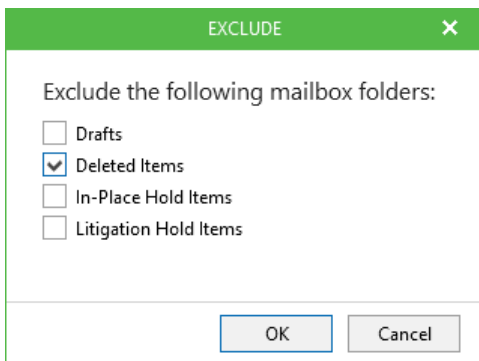 EXCLUDE
Exclude the following mailbox folders:
Drafts
Deleted Items
In-Place Hold Items
Litigation Hold Items
OK Cancel